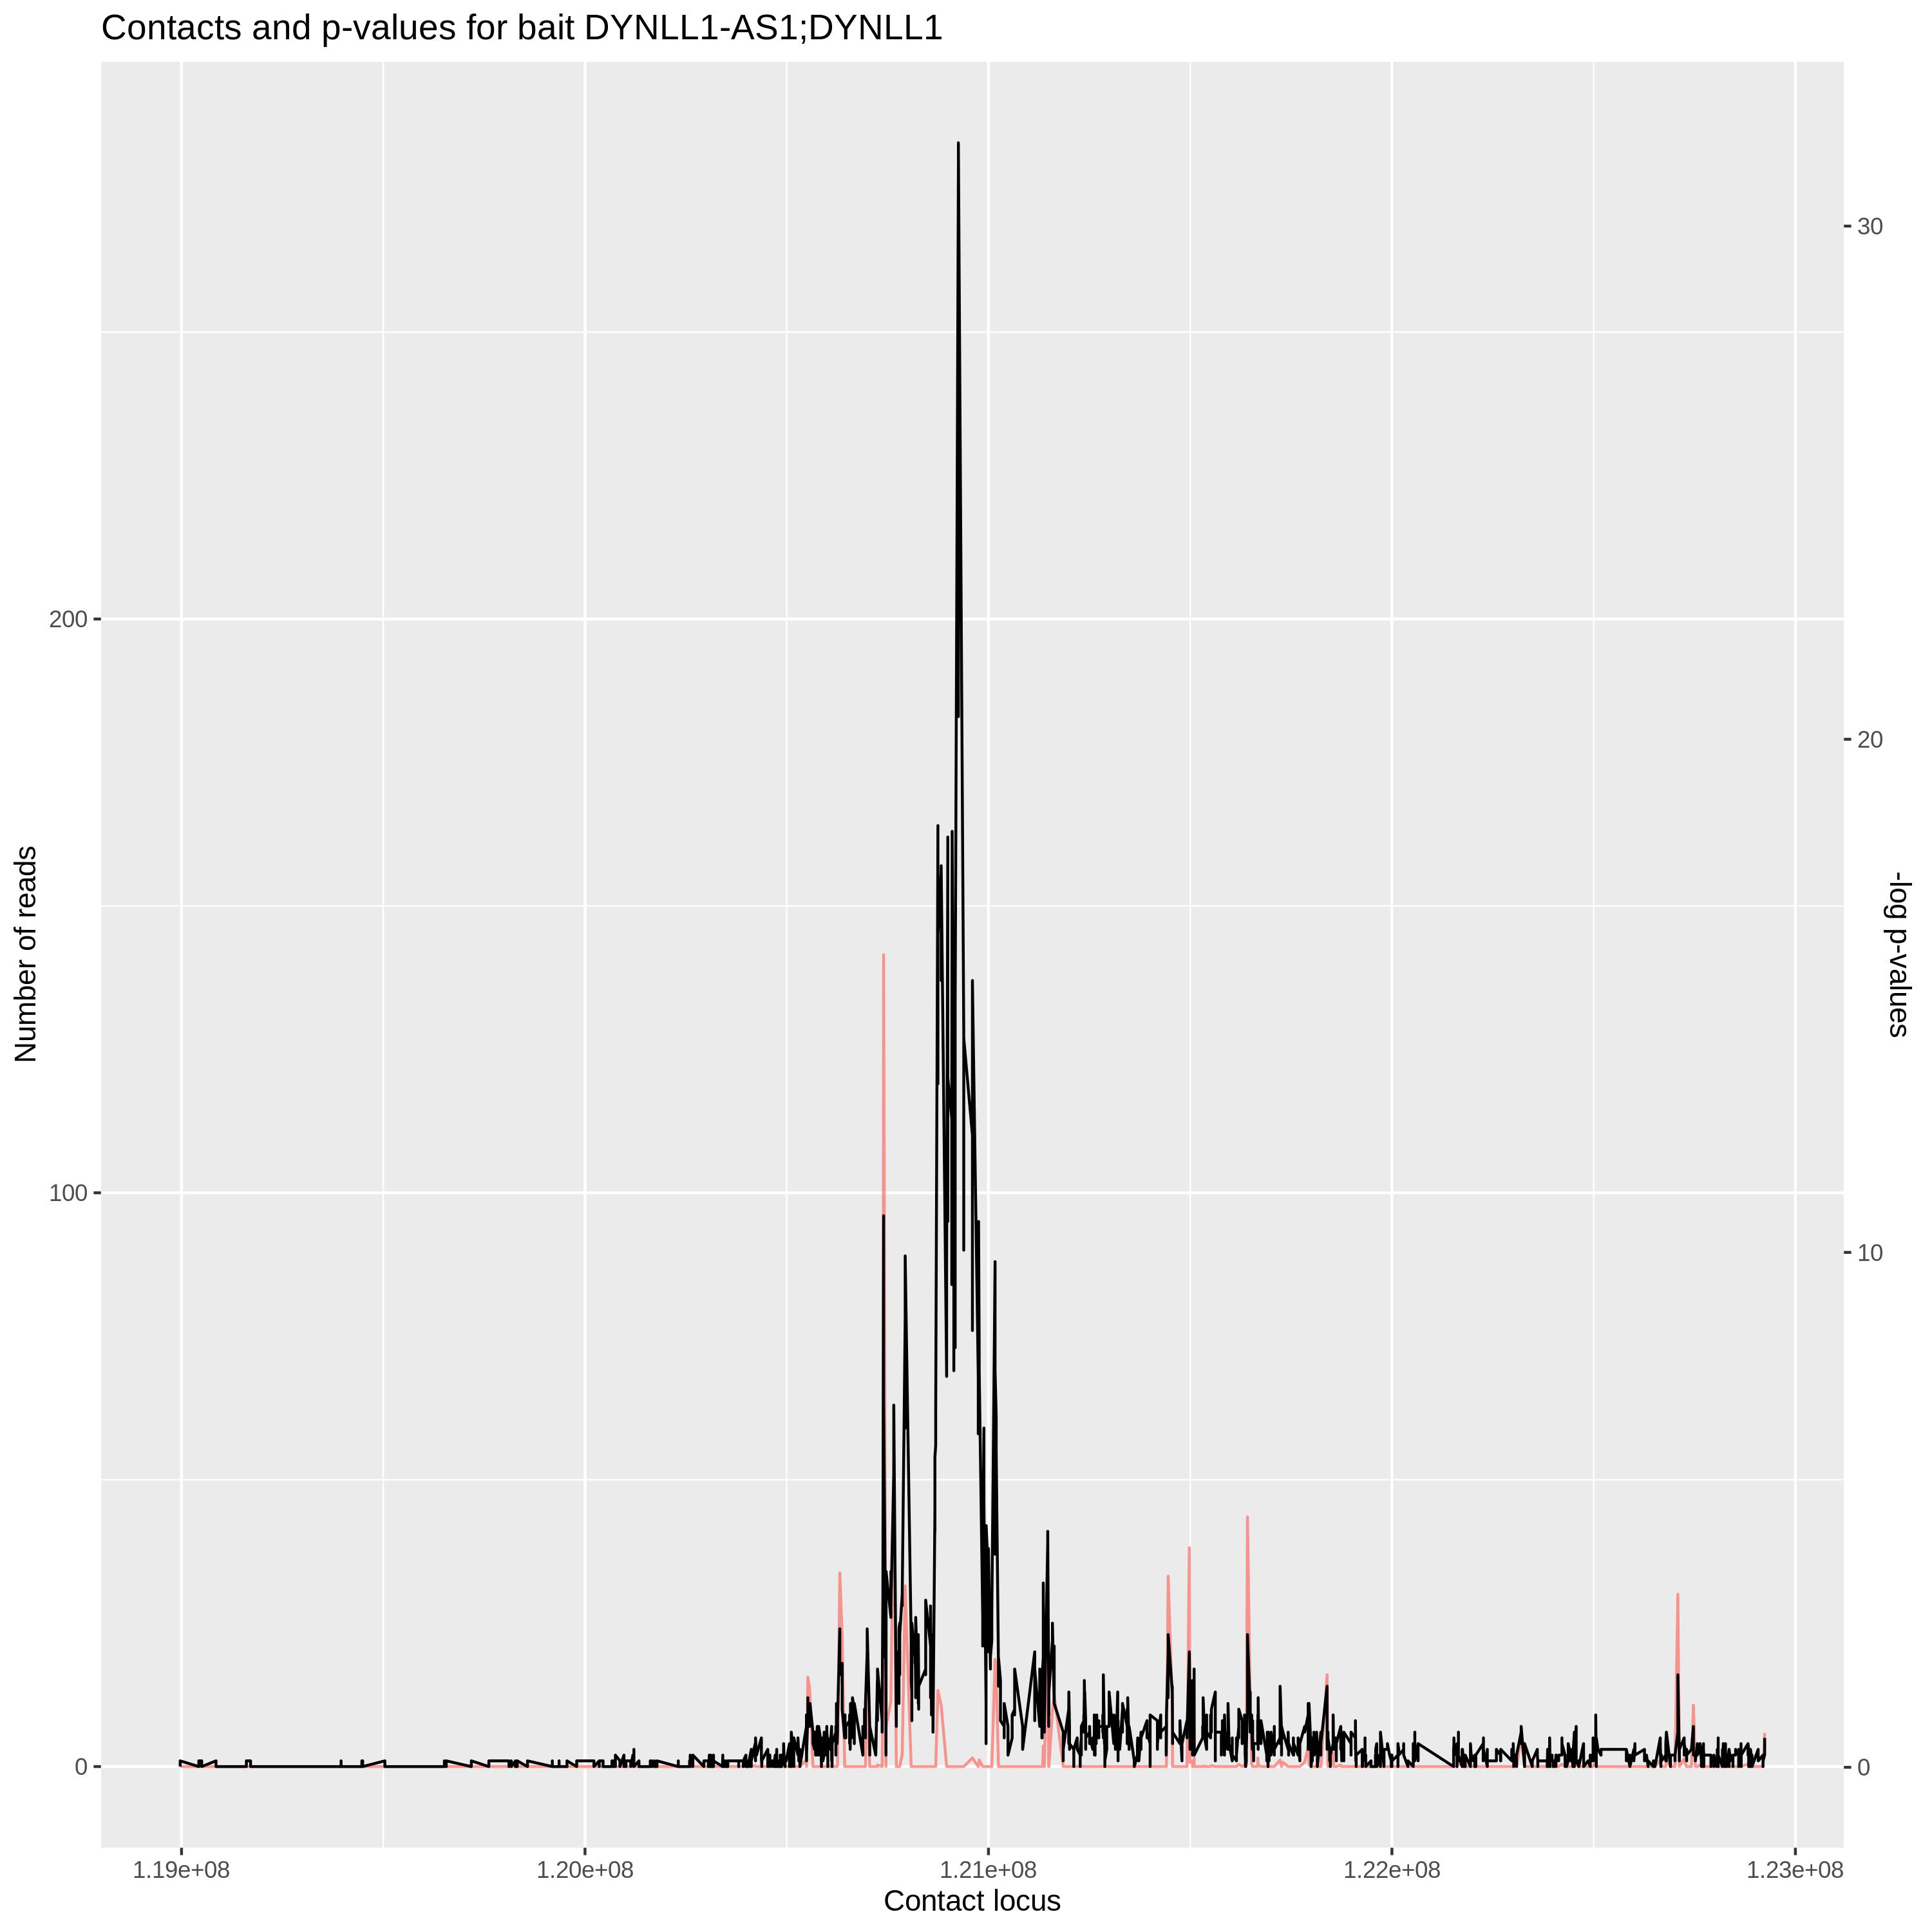 Contacts and p-values for bait DYNLL1-AS1;DYNLL1
Number of reads
200
100
0
30
20
10
0
-log p-values
1.19e+08
1.20e+08
1.21e+08
1.22e+08
1.23e+08
Contact locus